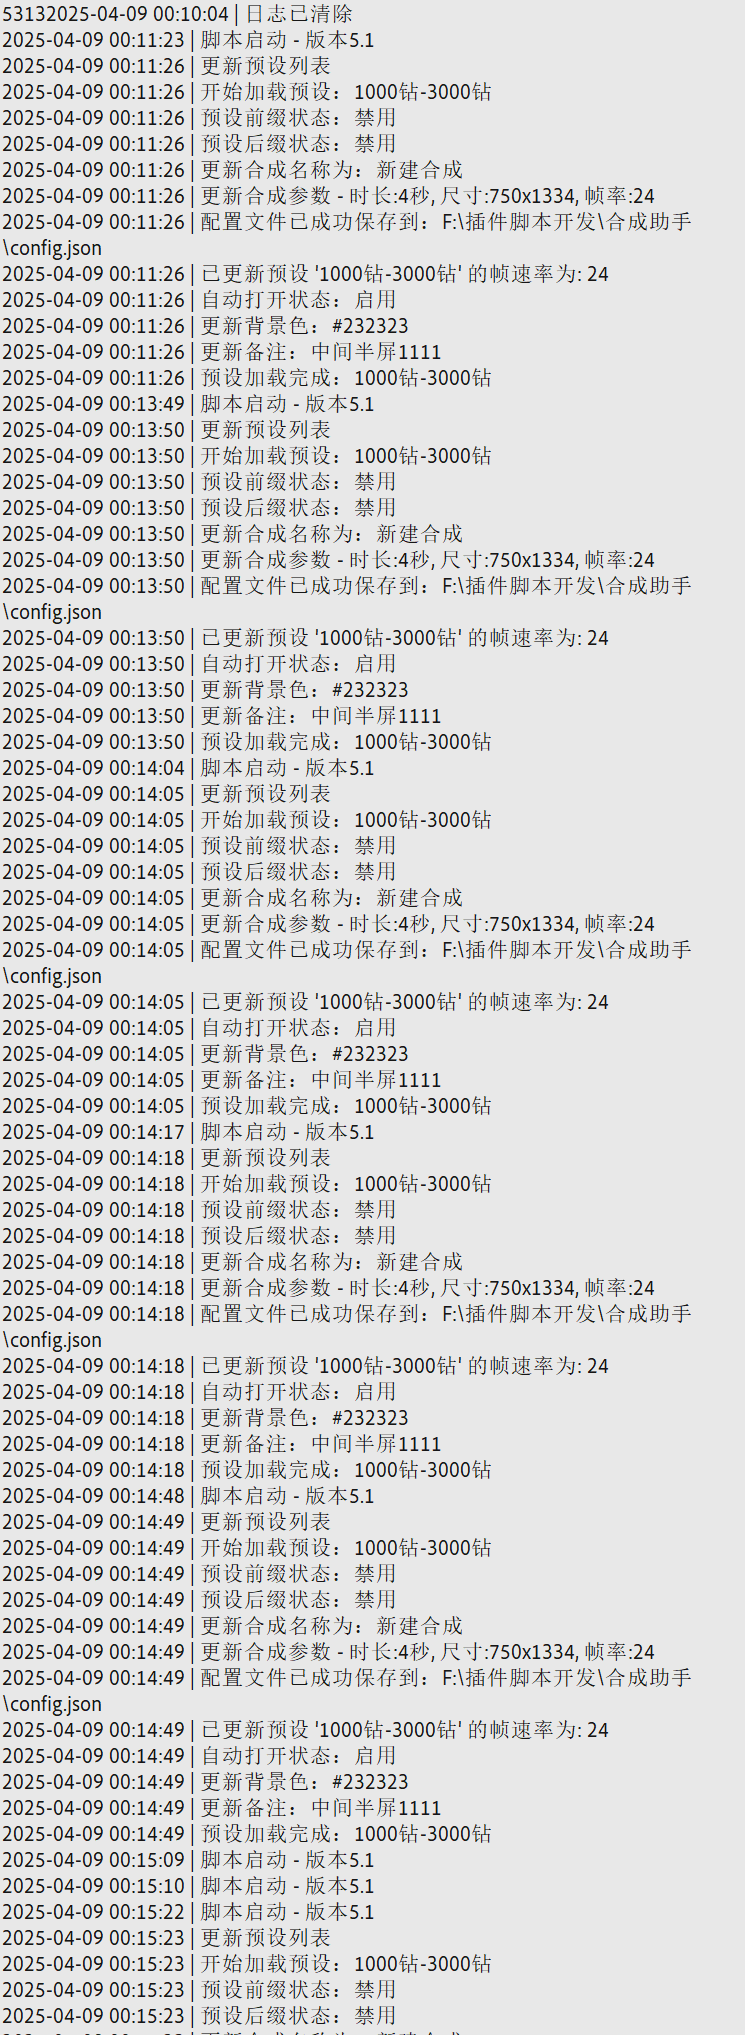 53132025-04-09 00:10:04 | 日志已清除
2025-04-09 00:11:23 | 脚本启动 - 版本5.1
2025-04-09 00:11:26 | 更新预设列表
2025-04-09 00:11:26 | 开始加载预设：1000钻-3000钻
2025-04-09 00:11:26 | 预设前缀状态：禁用
2025-04-09 00:11:26 | 预设后缀状态：禁用
2025-04-09 00:11:26 | 更新合成名称为：新建合成
2025-04-09 00:11:26 | 更新合成参数 - 时长:4秒, 尺寸:750x1334, 帧率:24
2025-04-09 00:11:26 | 配置文件已成功保存到：F:\插件脚本开发\合成助手
\config.json
2025-04-09 00:11:26 | 已更新预设 '1000钻-3000钻' 的帧速率为: 24
2025-04-09 00:11:26 | 自动打开状态：启用
2025-04-09 00:11:26 | 更新背景色：#232323
2025-04-09 00:11:26 | 更新备注：中间半屏1111
2025-04-09 00:11:26 | 预设加载完成：1000钻-3000钻
2025-04-09 00:13:49 | 脚本启动 - 版本5.1
2025-04-09 00:13:50 | 更新预设列表
2025-04-09 00:13:50 | 开始加载预设：1000钻-3000钻
2025-04-09 00:13:50 | 预设前缀状态：禁用
2025-04-09 00:13:50 | 预设后缀状态：禁用
2025-04-09 00:13:50 | 更新合成名称为：新建合成
2025-04-09 00:13:50 | 更新合成参数 - 时长:4秒, 尺寸:750x1334, 帧率:24
2025-04-09 00:13:50 | 配置文件已成功保存到：F:\插件脚本开发\合成助手
\config.json
2025-04-09 00:13:50 | 已更新预设 '1000钻-3000钻' 的帧速率为: 24
2025-04-09 00:13:50 | 自动打开状态：启用
2025-04-09 00:13:50 | 更新背景色：#232323
2025-04-09 00:13:50 | 更新备注：中间半屏1111
2025-04-09 00:13:50 | 预设加载完成：1000钻-3000钻
2025-04-09 00:14:04 | 脚本启动 - 版本5.1
2025-04-09 00:14:05 | 更新预设列表
2025-04-09 00:14:05 | 开始加载预设：1000钻-3000钻
2025-04-09 00:14:05 | 预设前缀状态：禁用
2025-04-09 00:14:05 | 预设后缀状态：禁用
2025-04-09 00:14:05 | 更新合成名称为：新建合成
2025-04-09 00:14:05 | 更新合成参数 - 时长:4秒, 尺寸:750x1334, 帧率:24
2025-04-09 00:14:05 | 配置文件已成功保存到：F:\插件脚本开发\合成助手
\config.json
2025-04-09 00:14:05 | 已更新预设 '1000钻-3000钻' 的帧速率为: 24
2025-04-09 00:14:05 | 自动打开状态：启用
2025-04-09 00:14:05 | 更新背景色：#232323
2025-04-09 00:14:05 | 更新备注：中间半屏1111
2025-04-09 00:14:05 | 预设加载完成：1000钻-3000钻
2025-04-09 00:14:17 | 脚本启动 - 版本5.1
2025-04-09 00:14:18 | 更新预设列表
2025-04-09 00:14:18 | 开始加载预设：1000钻-3000钻
2025-04-09 00:14:18 | 预设前缀状态：禁用
2025-04-09 00:14:18 | 预设后缀状态：禁用
2025-04-09 00:14:18 | 更新合成名称为：新建合成
2025-04-09 00:14:18 | 更新合成参数 - 时长:4秒, 尺寸:750x1334, 帧率:24
2025-04-09 00:14:18 | 配置文件已成功保存到：F:\插件脚本开发\合成助手
\config.json
2025-04-09 00:14:18 | 已更新预设 '1000钻-3000钻' 的帧速率为: 24
2025-04-09 00:14:18 | 自动打开状态：启用
2025-04-09 00:14:18 | 更新背景色：#232323
2025-04-09 00:14:18 | 更新备注：中间半屏1111
2025-04-09 00:14:18 | 预设加载完成：1000钻-3000钻
2025-04-09 00:14:48 | 脚本启动 - 版本5.1
2025-04-09 00:14:49 | 更新预设列表
2025-04-09 00:14:49 | 开始加载预设：1000钻-3000钻
2025-04-09 00:14:49 | 预设前缀状态：禁用
2025-04-09 00:14:49 | 预设后缀状态：禁用
2025-04-09 00:14:49 | 更新合成名称为：新建合成
2025-04-09 00:14:49 | 更新合成参数 - 时长:4秒, 尺寸:750x1334, 帧率:24
2025-04-09 00:14:49 | 配置文件已成功保存到：F:\插件脚本开发\合成助手
\config.json
2025-04-09 00:14:49 | 已更新预设 '1000钻-3000钻' 的帧速率为: 24
2025-04-09 00:14:49 | 自动打开状态：启用
2025-04-09 00:14:49 | 更新背景色：#232323
2025-04-09 00:14:49 | 更新备注：中间半屏1111
2025-04-09 00:14:49 | 预设加载完成：1000钻-3000钻
2025-04-09 00:15:09 | 脚本启动 - 版本5.1
2025-04-09 00:15:10 | 脚本启动 - 版本5.1
2025-04-09 00:15:22 | 脚本启动 - 版本5.1
2025-04-09 00:15:23 | 更新预设列表
2025-04-09 00:15:23 | 开始加载预设：1000钻-3000钻
2025-04-09 00:15:23 | 预设前缀状态：禁用
2025-04-09 00:15:23 | 预设后缀状态：禁用